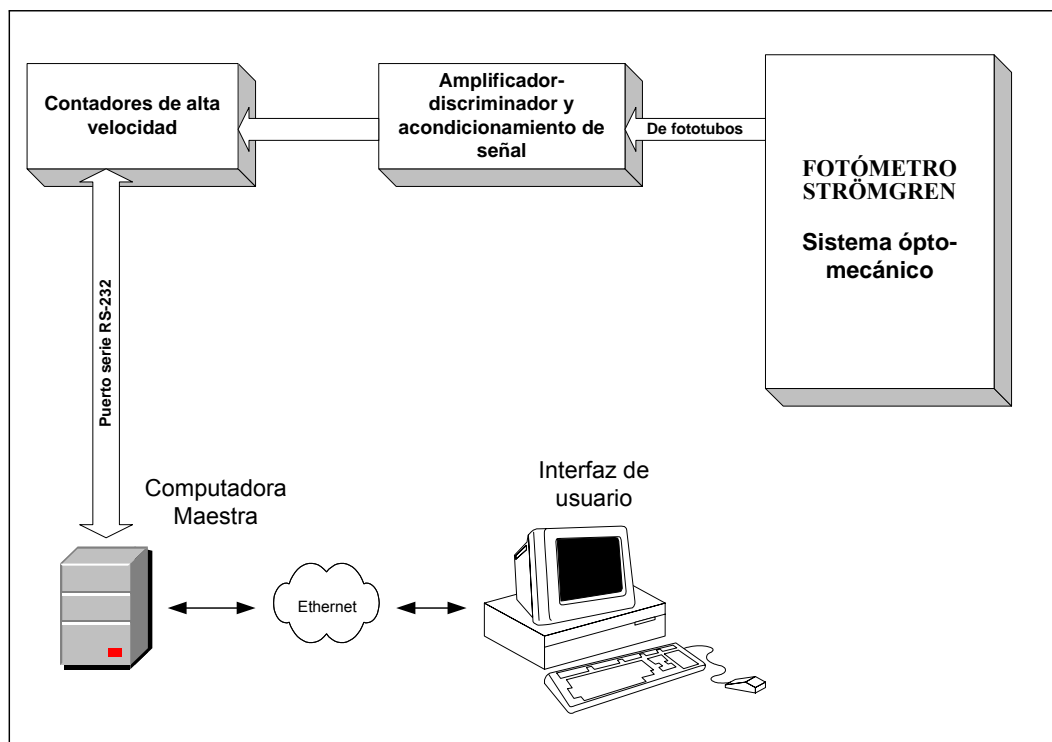 Contadores de alta
velocidad
Amplificador-
discriminador y
acondicionamiento de
señal
De fototubos
FOTÓMETRO
STRÖMGREN
Sistema ópto-
mecánico
Puerto serie RS-232
Computadora
Maestra
Ethernet
Interfaz de
usuario